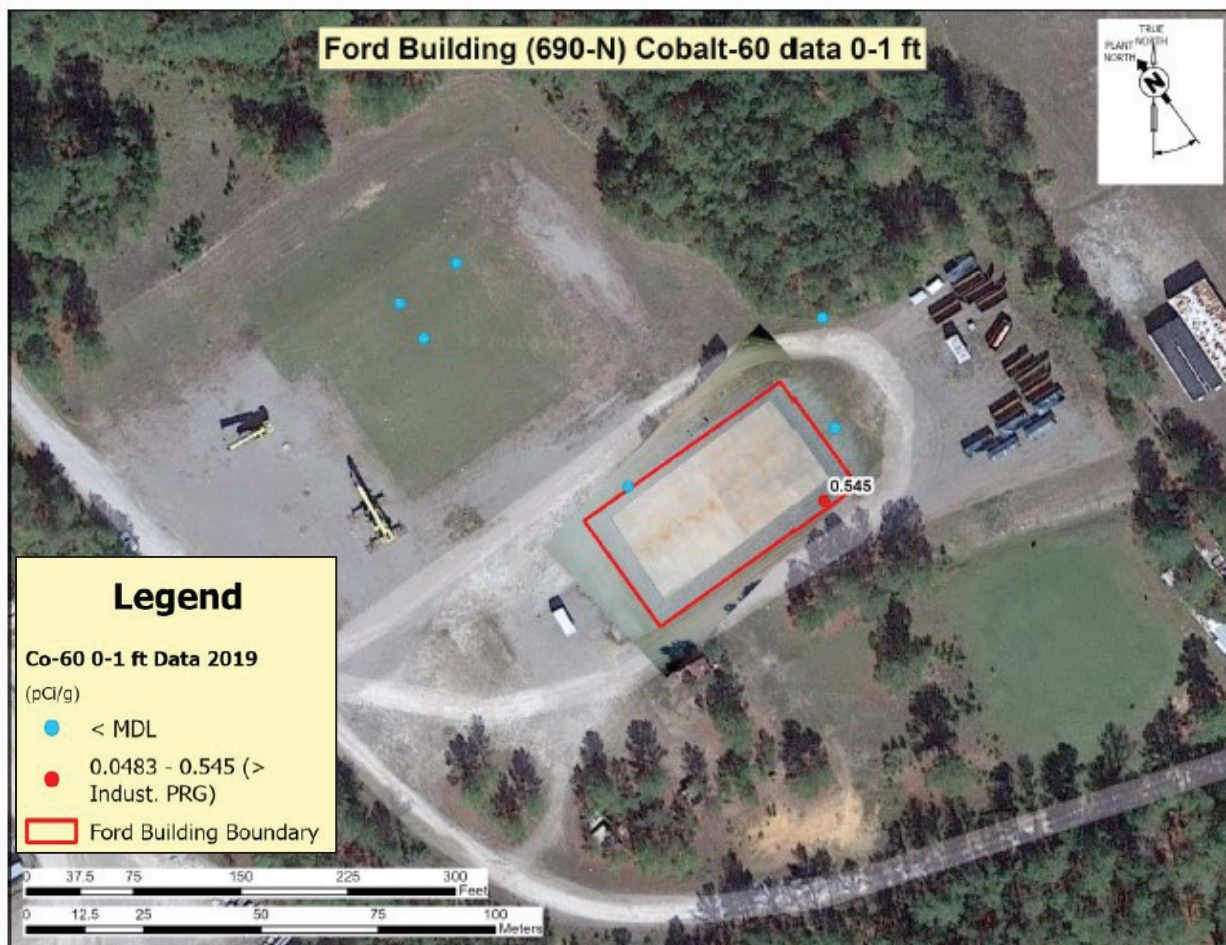 Ford Building (690-N) Cobalt-60 data 0-1 ft
TRUE
NORTH
PLANT
NORTH
N
0.545
Legend
Co-60 0-1 ft Data 2019
(pCi/g)
< MDL
0.0483 - 0.545 (>
Indust. PRG)
Ford Building Boundary
0 37.5 75 150 225 300
Feet
0 12.5 25 50 75 100
Meters